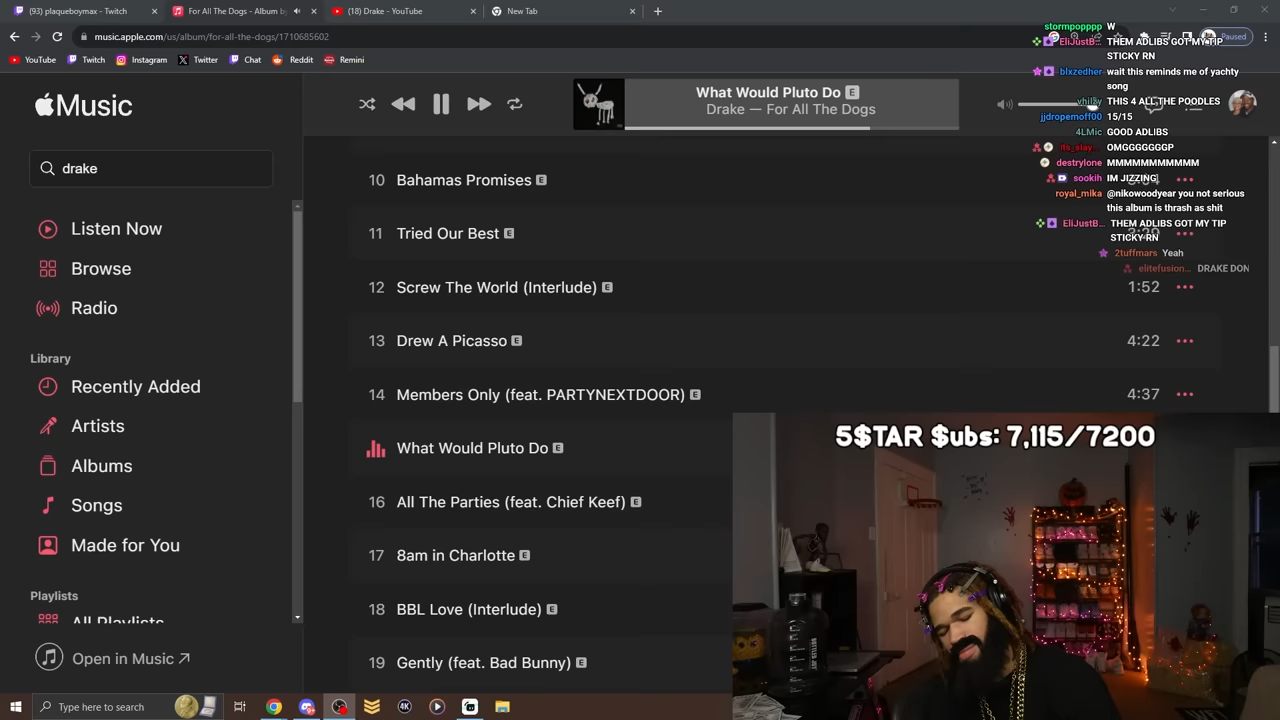 (93) plaqueboymax - Twitch
For All The Dogs - Album by
(18) Drake - YouTube
New Tab
music.apple.com/us/album/for-all-the-dogs/1710685602
Paused
YouTube
Twitch
Instagram
Twitter
Chat
Reddit
Remini
Music
What Would Pluto Do E
Drake — For All The Dogs
drake
Listen Now
Browse
Radio
Library
Recently Added
Artists
Albums
Songs
Made for You
Playlists
All Playlists
Open in Music ↗
10 Bahamas Promises E
11 Tried Our Best E
12 Screw The World (Interlude) E 1:52
13 Drew A Picasso E 4:22
14 Members Only (feat. PARTYNEXTDOOR) E 4:37
What Would Pluto Do E
16 All The Parties (feat. Chief Keef) E
17 8am in Charlotte E
18 BBL Love (Interlude) E
19 Gently (feat. Bad Bunny) E
stormpopppp W
EliJustB... THEM ADLIBS GOT MY TIP
STICKY RN
blxzedher wait this reminds me of yachty
song
THIS 4 ALL THE POODLES
jjdropemoff00 15/15
4LMic GOOD ADLIBS
its_slay... OMGGGGGGGP
destrylone MMMMMMMMMMM
sookih IM JIZZING
royal_mika @nikowoodyear you not serious
this album is thrash as shit
EliJustB... THEM ADLIBS GOT MY TIP
STICKY RN
2tuffmars Yeah
elitefusion... DRAKE DON
5$TAR $ubs: 7,115/7200
Type here to search